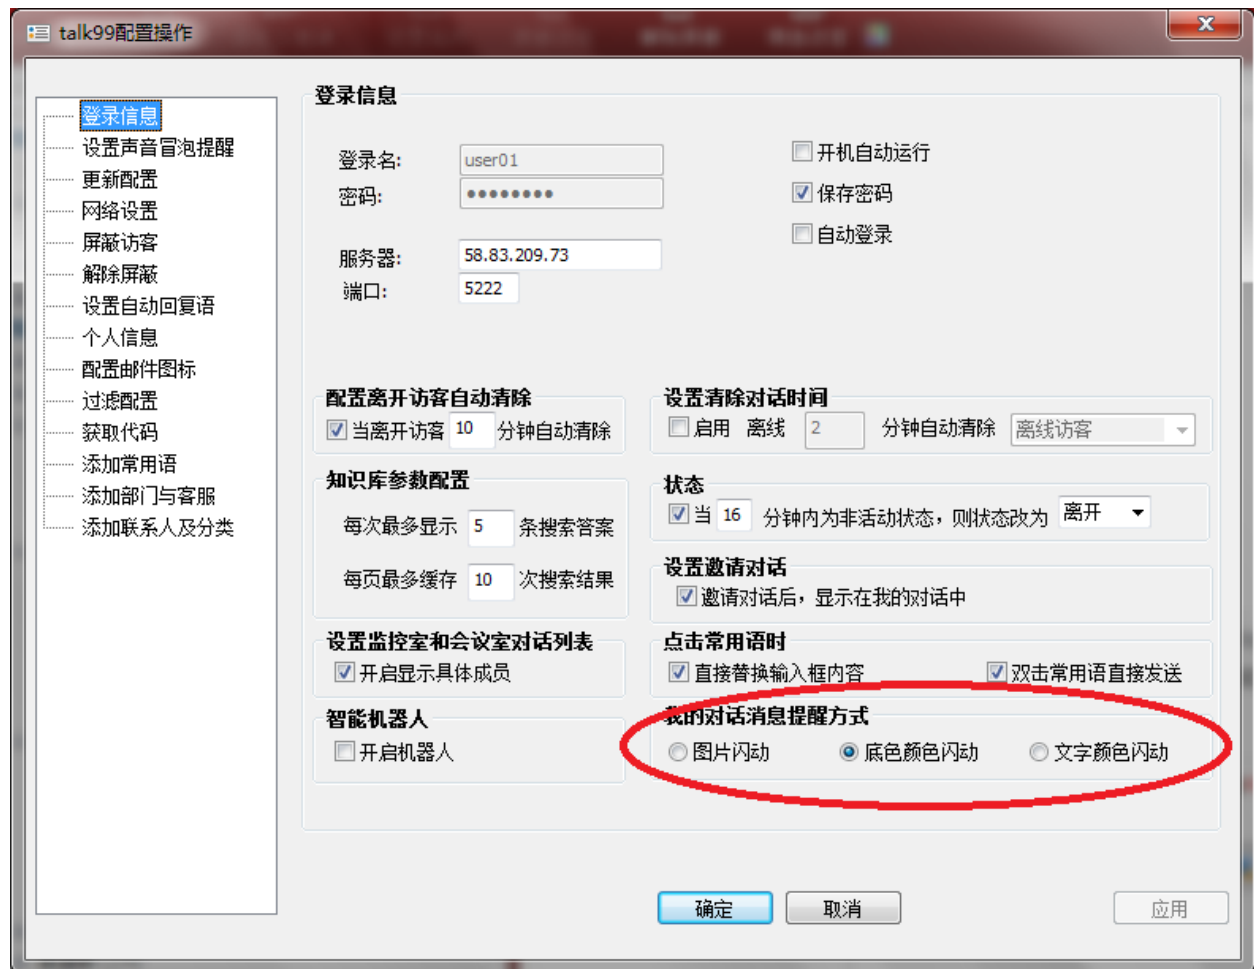 talk99配置操作
登录信息
设置声音冒泡提醒
更新配置
网络设置
屏蔽访客
解除屏蔽
设置自动回复语
个人信息
配置邮件图标
过滤配置
获取代码
添加常用语
添加部门与客服
添加联系人及分类
登录信息
登录名: user01
密码:
服务器: 58.83.209.73
端口: 5222
开机自动运行
保存密码
自动登录
配置离开访客自动清除
当离开访客 10 分钟自动清除
设置清除对话时间
启用 离线 2 分钟自动清除 离线访客
知识库参数配置
每次最多显示 5 条搜索答案
每页最多缓存 10 次搜索结果
状态
当 16 分钟内为非活动状态，则状态改为 离开
设置邀请对话
邀请对话后，显示在我的对话中
设置监控室和会议室对话列表
开启显示具体成员
点击常用语时
直接替换输入框内容 双击常用语直接发送
智能机器人
开启机器人
我的对话消息提醒方式
图片闪动 底色颜色闪动 文字颜色闪动
确定 取消 应用